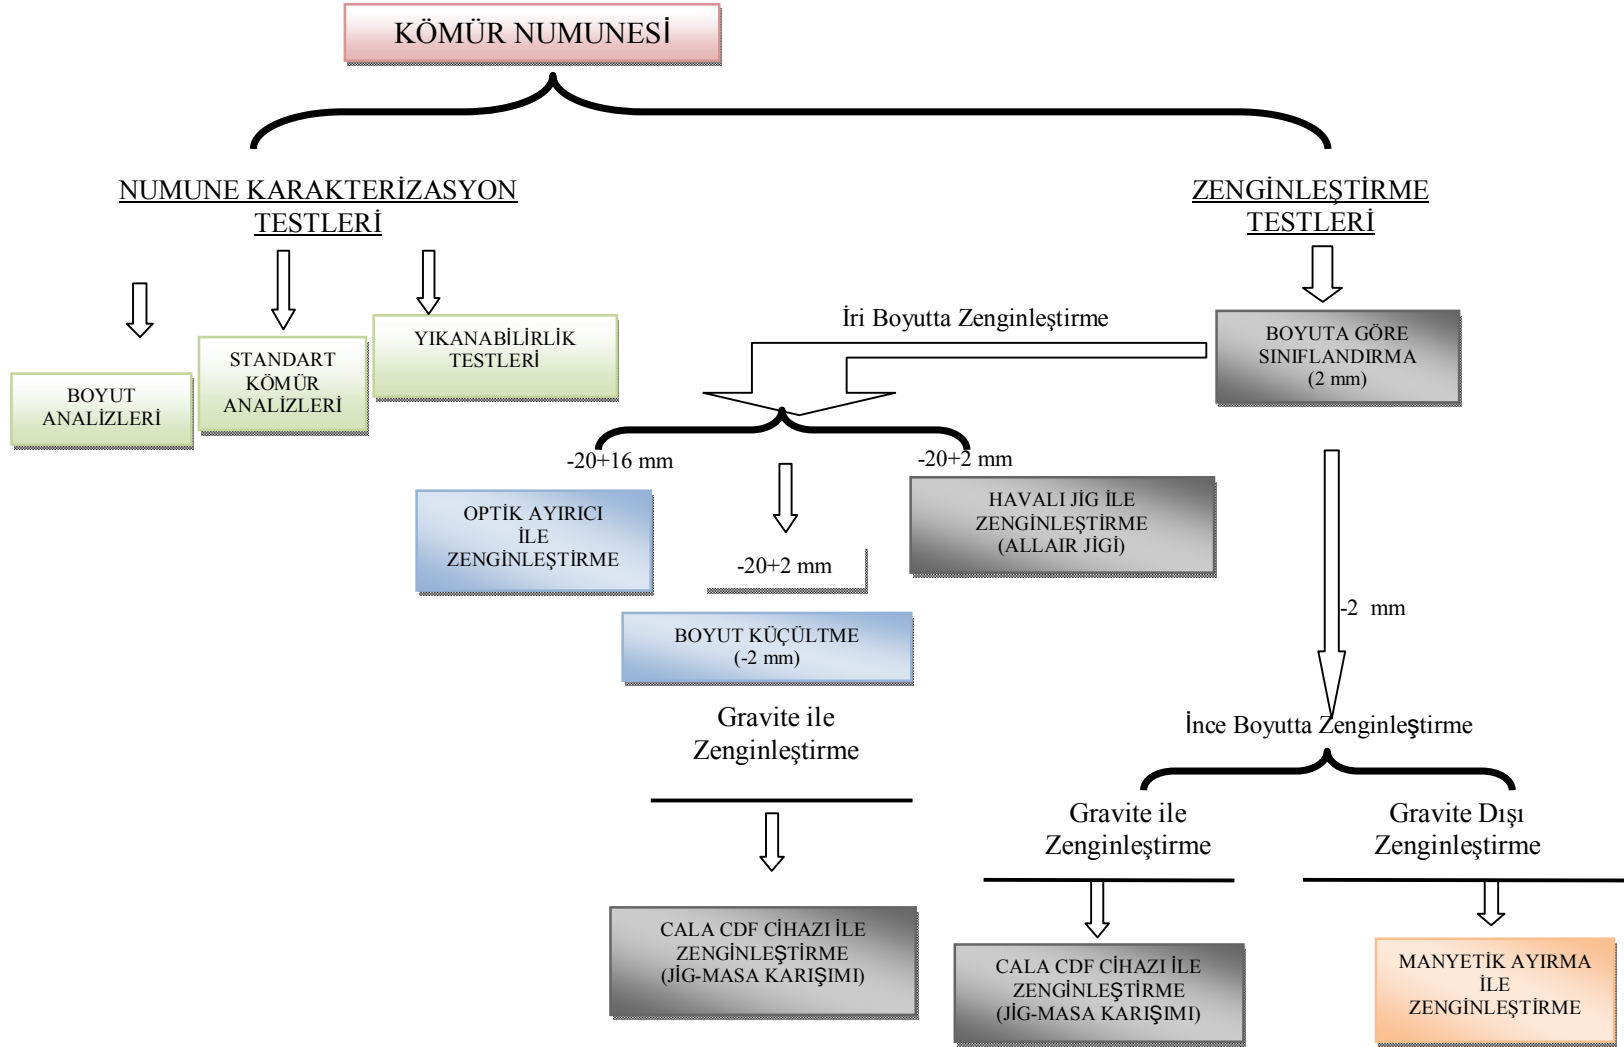 KÖMÜR NUMUNESİ
NUMUNE KARAKTERİZASYON
TESTLERİ
ZENGİNLEŞTİRME
TESTLERİ
BOYUT
ANALİZLERİ
STANDART
KÖMÜR
ANALİZLERİ
YIKANABİLİRLİK
TESTLERİ
İri Boyutta Zenginleştirme
BOYUTA GÖRE
SINIFLANDIRMA
(2 mm)
-20+16 mm
-20+2 mm
OPTİK AYIRICI
İLE
ZENGİNLEŞTİRME
HAVALI JİG İLE
ZENGİNLEŞTİRME
(ALLAIR JİGİ)
-20+2 mm
BOYUT KÜÇÜLTME
(-2 mm)
Gravite ile
Zenginleştirme
CALA CDF CİHAZI İLE
ZENGİNLEŞTİRME
(JİG-MASA KARIŞIMI)
-2 mm
İnce Boyutta Zenginleştirme
Gravite ile
Zenginleştirme
Gravite Dışı
Zenginleştirme
CALA CDF CİHAZI İLE
ZENGİNLEŞTİRME
(JİG-MASA KARIŞIMI)
MANYETİK AYIRMA
İLE
ZENGİNLEŞTİRME